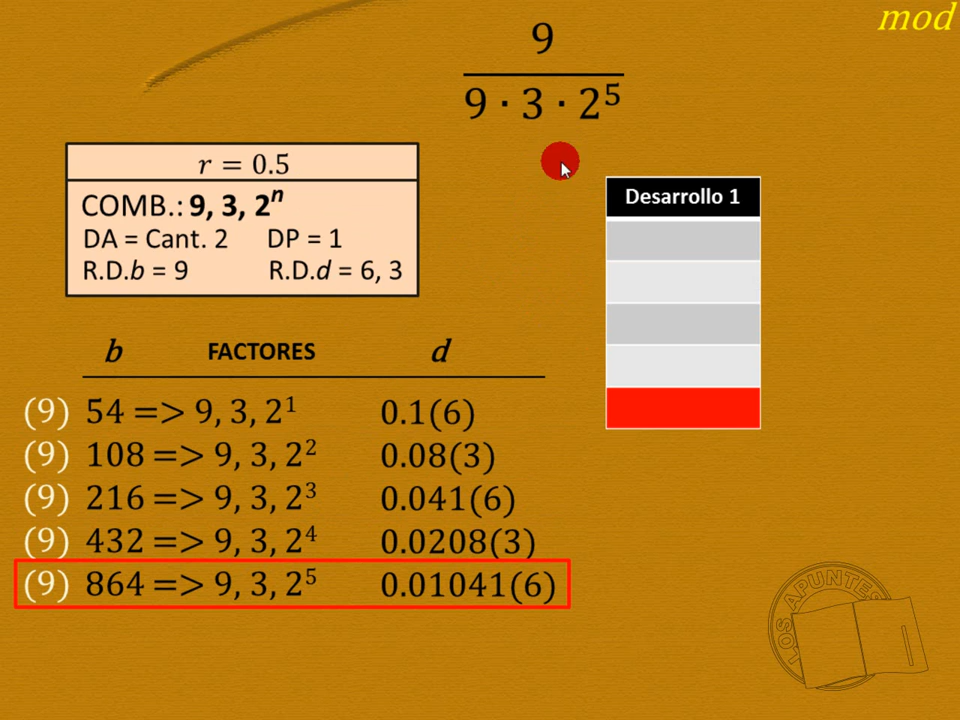 mod
9
9 · 3 · 2⁵
r = 0.5
COMB.: 9, 3, 2ⁿ
DA = Cant. 2 DP = 1
R.D.b = 9 R.D.d = 6, 3
Desarrollo 1
b FACTORES d
(9) 54 => 9, 3, 2¹ 0.1(6)
(9) 108 => 9, 3, 2² 0.08(3)
(9) 216 => 9, 3, 2³ 0.041(6)
(9) 432 => 9, 3, 2⁴ 0.0208(3)
(9) 864 => 9, 3, 2⁵ 0.01041(6)
LOS APUNTES